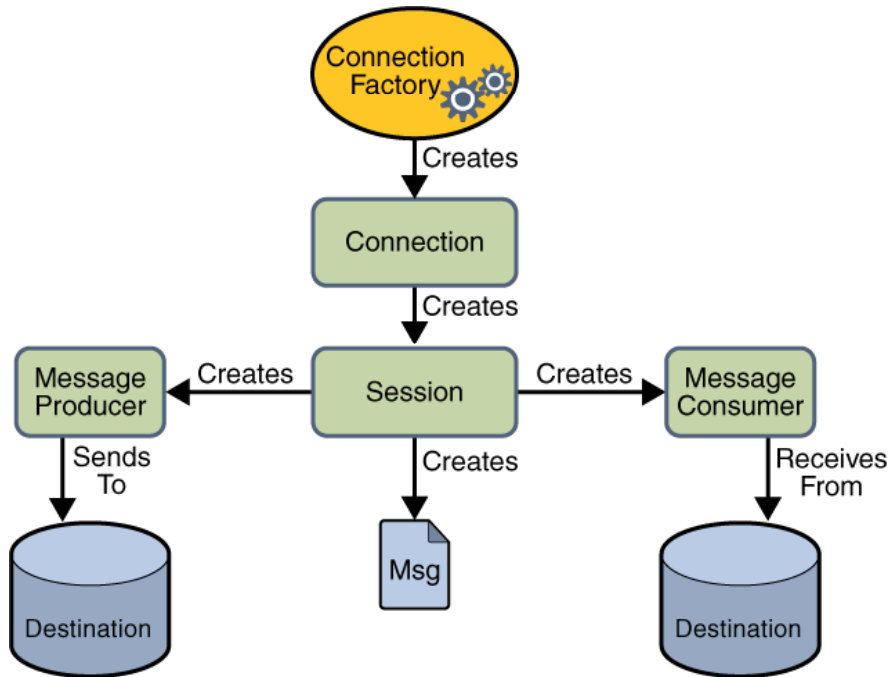 Connection
Factory
Creates
Connection
Creates
Message
Producer
Creates
Session
Creates
Message
Consumer
Sends
To
Creates
Receives
From
Msg
Destination
Destination